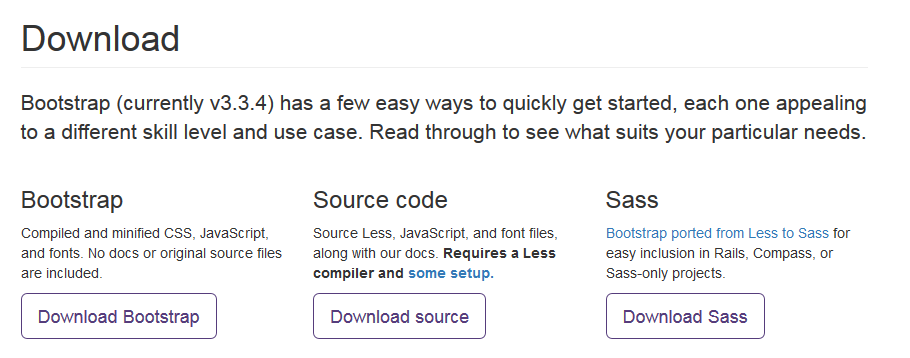 Download
Bootstrap (currently v3.3.4) has a few easy ways to quickly get started, each one appealing
to a different skill level and use case. Read through to see what suits your particular needs.
Bootstrap
Compiled and minified CSS, JavaScript,
and fonts. No docs or original source files
are included.
Download Bootstrap
Source code
Source Less, JavaScript, and font files,
along with our docs. Requires a Less
compiler and some setup.
Download source
Sass
Bootstrap ported from Less to Sass for
easy inclusion in Rails, Compass, or
Sass-only projects.
Download Sass